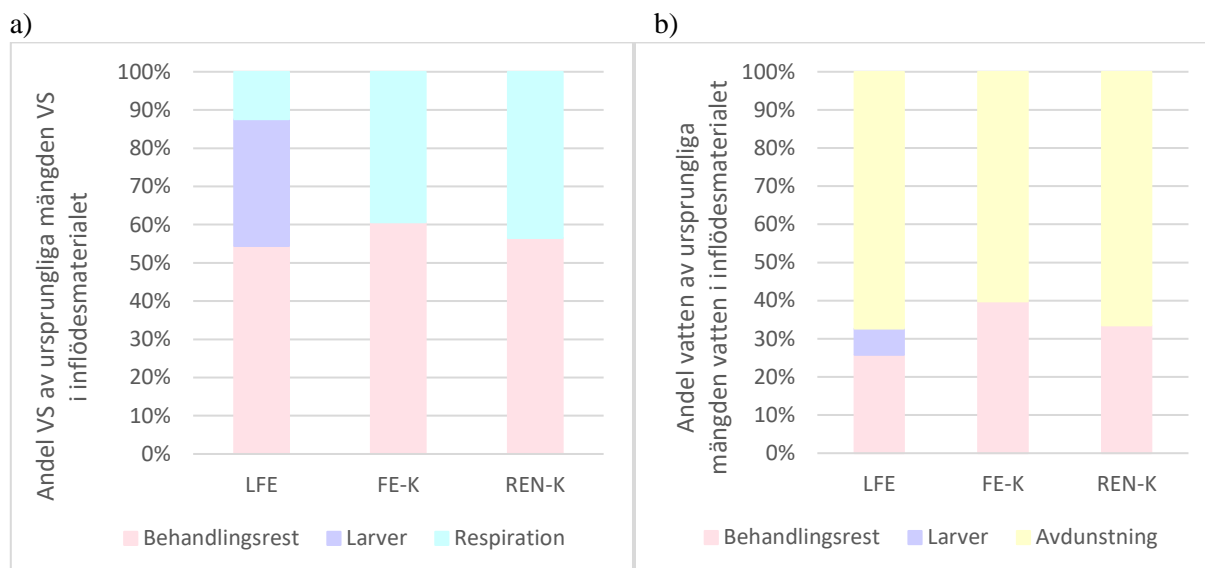 a)
Andel VS av ursprungliga mängden VS
i inflödesmaterialet
100%
90%
80%
70%
60%
50%
40%
30%
20%
10%
0%
LFE
FE-K
REN-K
Behandlingsrest
Larver
Respiration
b)
Andel vatten av ursprungliga
mängden vatten i inflödesmaterialet
100%
90%
80%
70%
60%
50%
40%
30%
20%
10%
0%
LFE
FE-K
REN-K
Behandlingsrest
Larver
Avdunstning